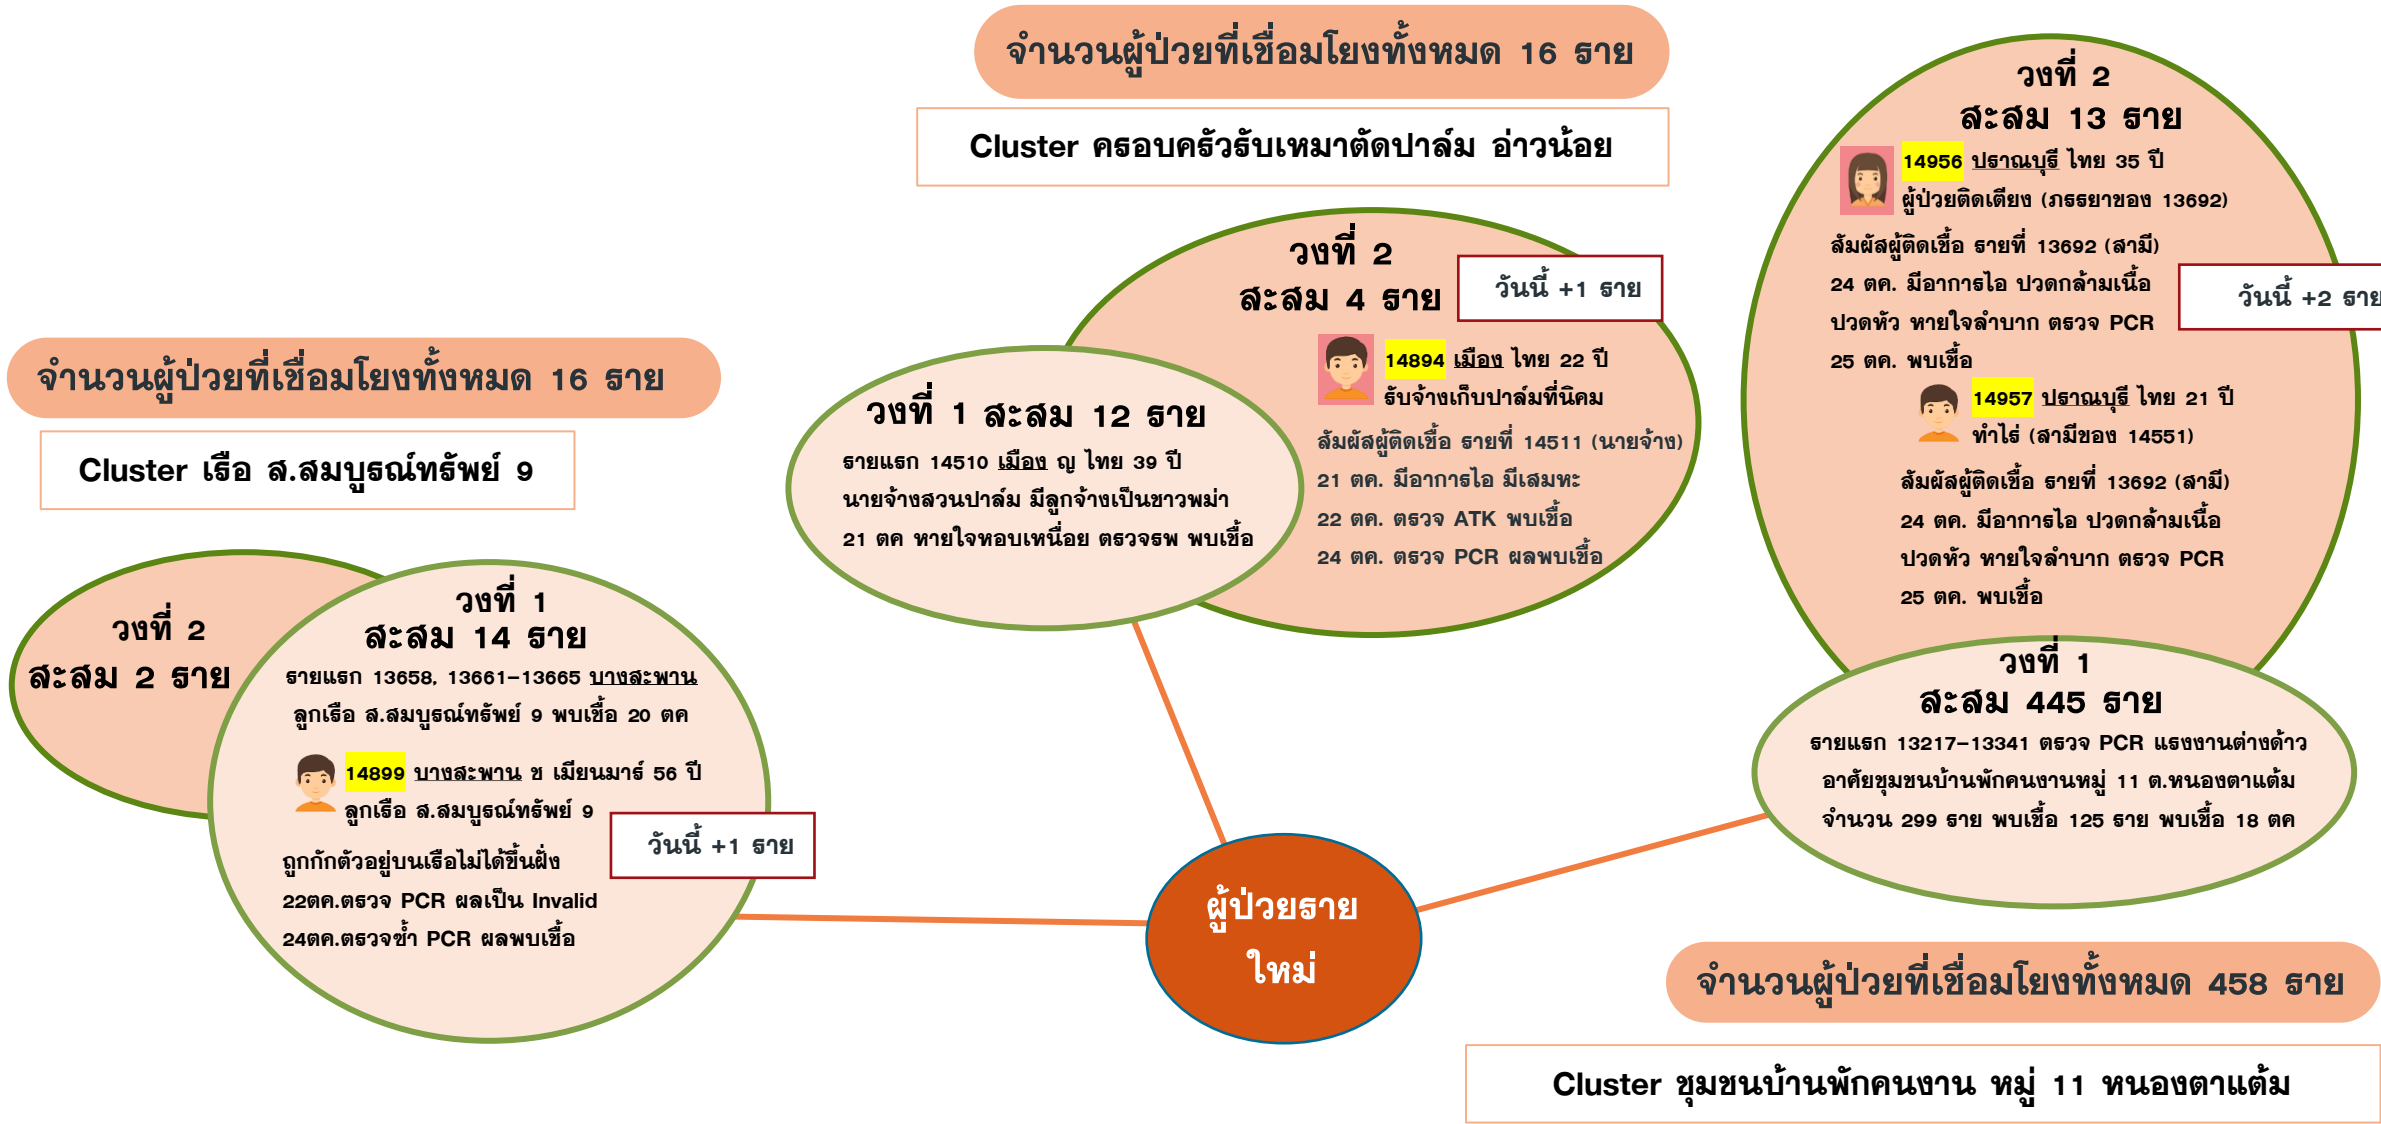 จำนวนผู้ป่วยที่เชื่อมโยงทั้งหมด 16 ราย
Cluster เรือ ส.สมบูรณ์ทรัพย์ 9
วงที่ 2
สะสม 2 ราย
วงที่ 1
สะสม 14 ราย
รายแรก 13658, 13661-13665 บางสะพาน
ลูกเรือ ส.สมบูรณ์ทรัพย์ 9 พบเชื้อ 20 ตค
14899 บางสะพาน ช เมียนมาร์ 56 ปี
ลูกเรือ ส.สมบูรณ์ทรัพย์ 9
วันนี้ +1 ราย
ถูกกักตัวอยู่บนเรือไม่ได้ขึ้นฝั่ง
22ตค.ตรวจ PCR ผลเป็น Invalid
24ตค.ตรวจซ้ำ PCR ผลพบเชื้อ
จำนวนผู้ป่วยที่เชื่อมโยงทั้งหมด 16 ราย
Cluster ครอบครัวรับเหมาตัดปาล์ม อ่าวน้อย
วงที่ 2
สะสม 4 ราย
วันนี้ +1 ราย
14894 เมือง ไทย 22 ปี
รับจ้างเก็บปาล์มที่นิคม
สัมผัสผู้ติดเชื้อ รายที่ 14511 (นายจ้าง)
21 ตค. มีอาการไอ มีเสมหะ
22 ตค. ตรวจ ATK พบเชื้อ
24 ตค. ตรวจ PCR ผลพบเชื้อ
วงที่ 1 สะสม 12 ราย
รายแรก 14510 เมือง ญ ไทย 39 ปี
นายจ้างสวนปาล์ม มีลูกจ้างเป็นชาวพม่า
21 ตค หายใจหอบเหนื่อย ตรวจรพ พบเชื้อ
วงที่ 2
สะสม 13 ราย
14956 ปราณบุรี ไทย 35 ปี
ผู้ป่วยติดเตียง (ภรรยาของ 13692)
สัมผัสผู้ติดเชื้อ รายที่ 13692 (สามี)
24 ตค. มีอาการไอ ปวดกล้ามเนื้อ
ปวดหัว หายใจลำบาก ตรวจ PCR
25 ตค. พบเชื้อ
วันนี้ +2 ราย
14957 ปราณบุรี ไทย 21 ปี
ทำไร่ (สามีของ 14551)
สัมผัสผู้ติดเชื้อ รายที่ 13692 (สามี)
24 ตค. มีอาการไอ ปวดกล้ามเนื้อ
ปวดหัว หายใจลำบาก ตรวจ PCR
25 ตค. พบเชื้อ
วงที่ 1
สะสม 445 ราย
รายแรก 13217-13341 ตรวจ PCR แรงงานต่างด้าว
อาศัยชุมชนบ้านพักคนงานหมู่ 11 ต.หนองตาแต้ม
จำนวน 299 ราย พบเชื้อ 125 ราย พบเชื้อ 18 ตค
ผู้ป่วยราย
ใหม่
จำนวนผู้ป่วยที่เชื่อมโยงทั้งหมด 458 ราย
Cluster ชุมชนบ้านพักคนงาน หมู่ 11 หนองตาแต้ม